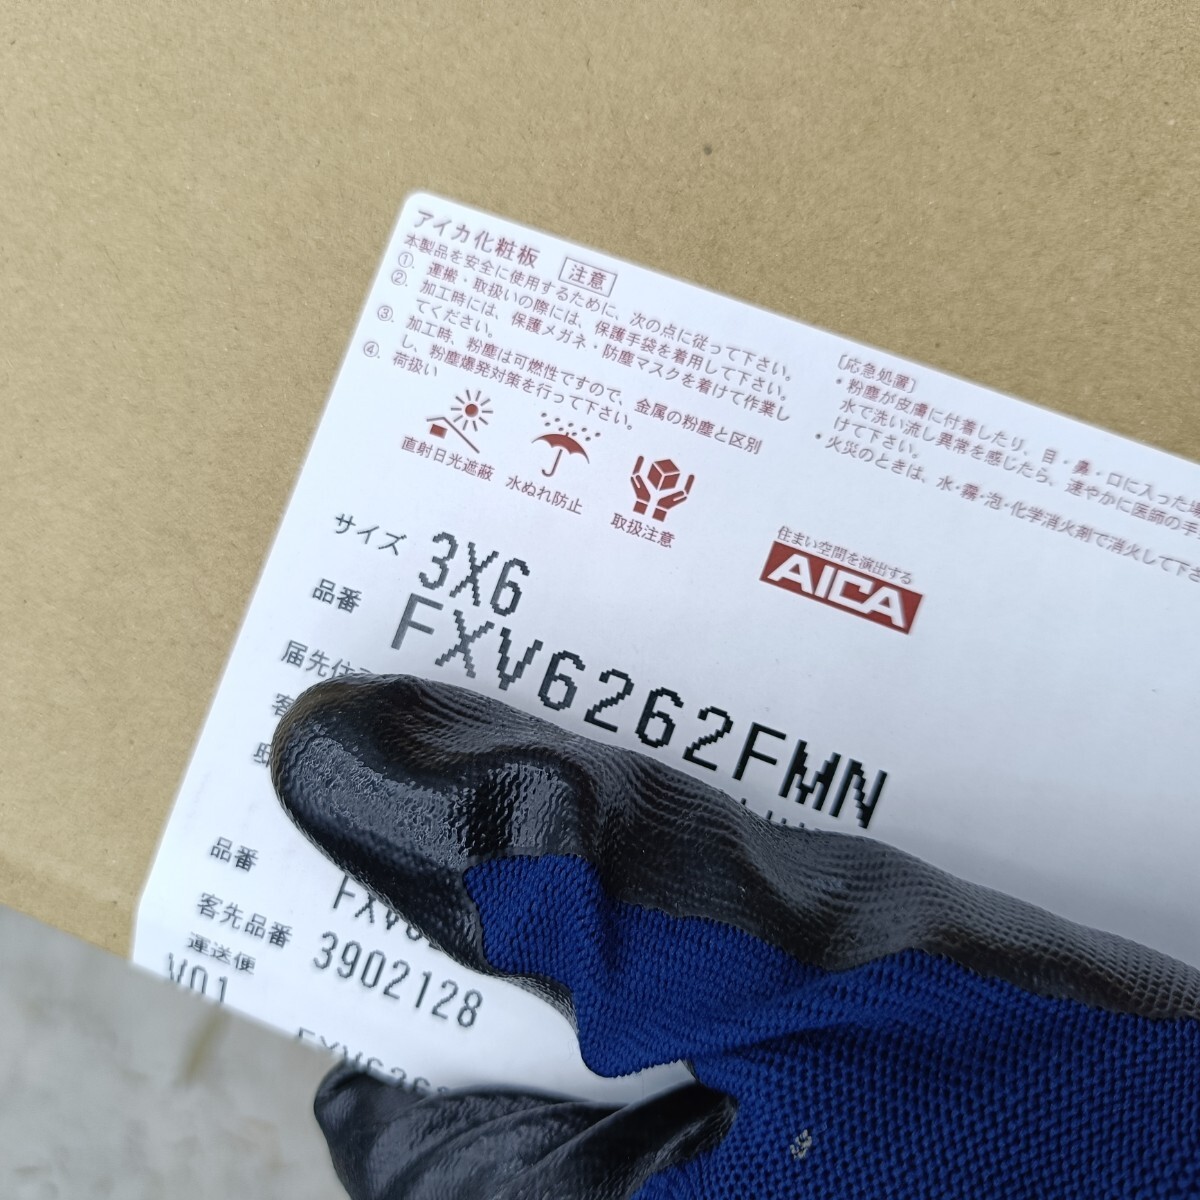 アイカ化粧板 注意
本製品を安全に使用するために、次の点に従って下さい。
①. 運搬・取扱いの際には、保護手袋を着用して下さい。
②. 加工時には、保護メガネ・防塵マスクを着けて作業し
てください。
③. 加工時、粉塵は可燃性ですので、金属の粉塵と区別
し、粉塵爆発対策を行って下さい。
④. 荷扱い
直射日光遮蔽 水ぬれ防止 取扱注意
〔応急処置〕
・粉塵が皮膚に付着したり、目・鼻・口に入った場
水で洗い流し異常を感じたら、速やかに医師の手
けて下さい。
・火災のときは、水・霧・泡・化学消火剤で消火して下さ
住まい空間を演出する
AICA
サイズ 3X6
品番 FXV6262FMN
届先住
客
品番 FXV6
客先品番 3902128
運送便
V01
FXV626